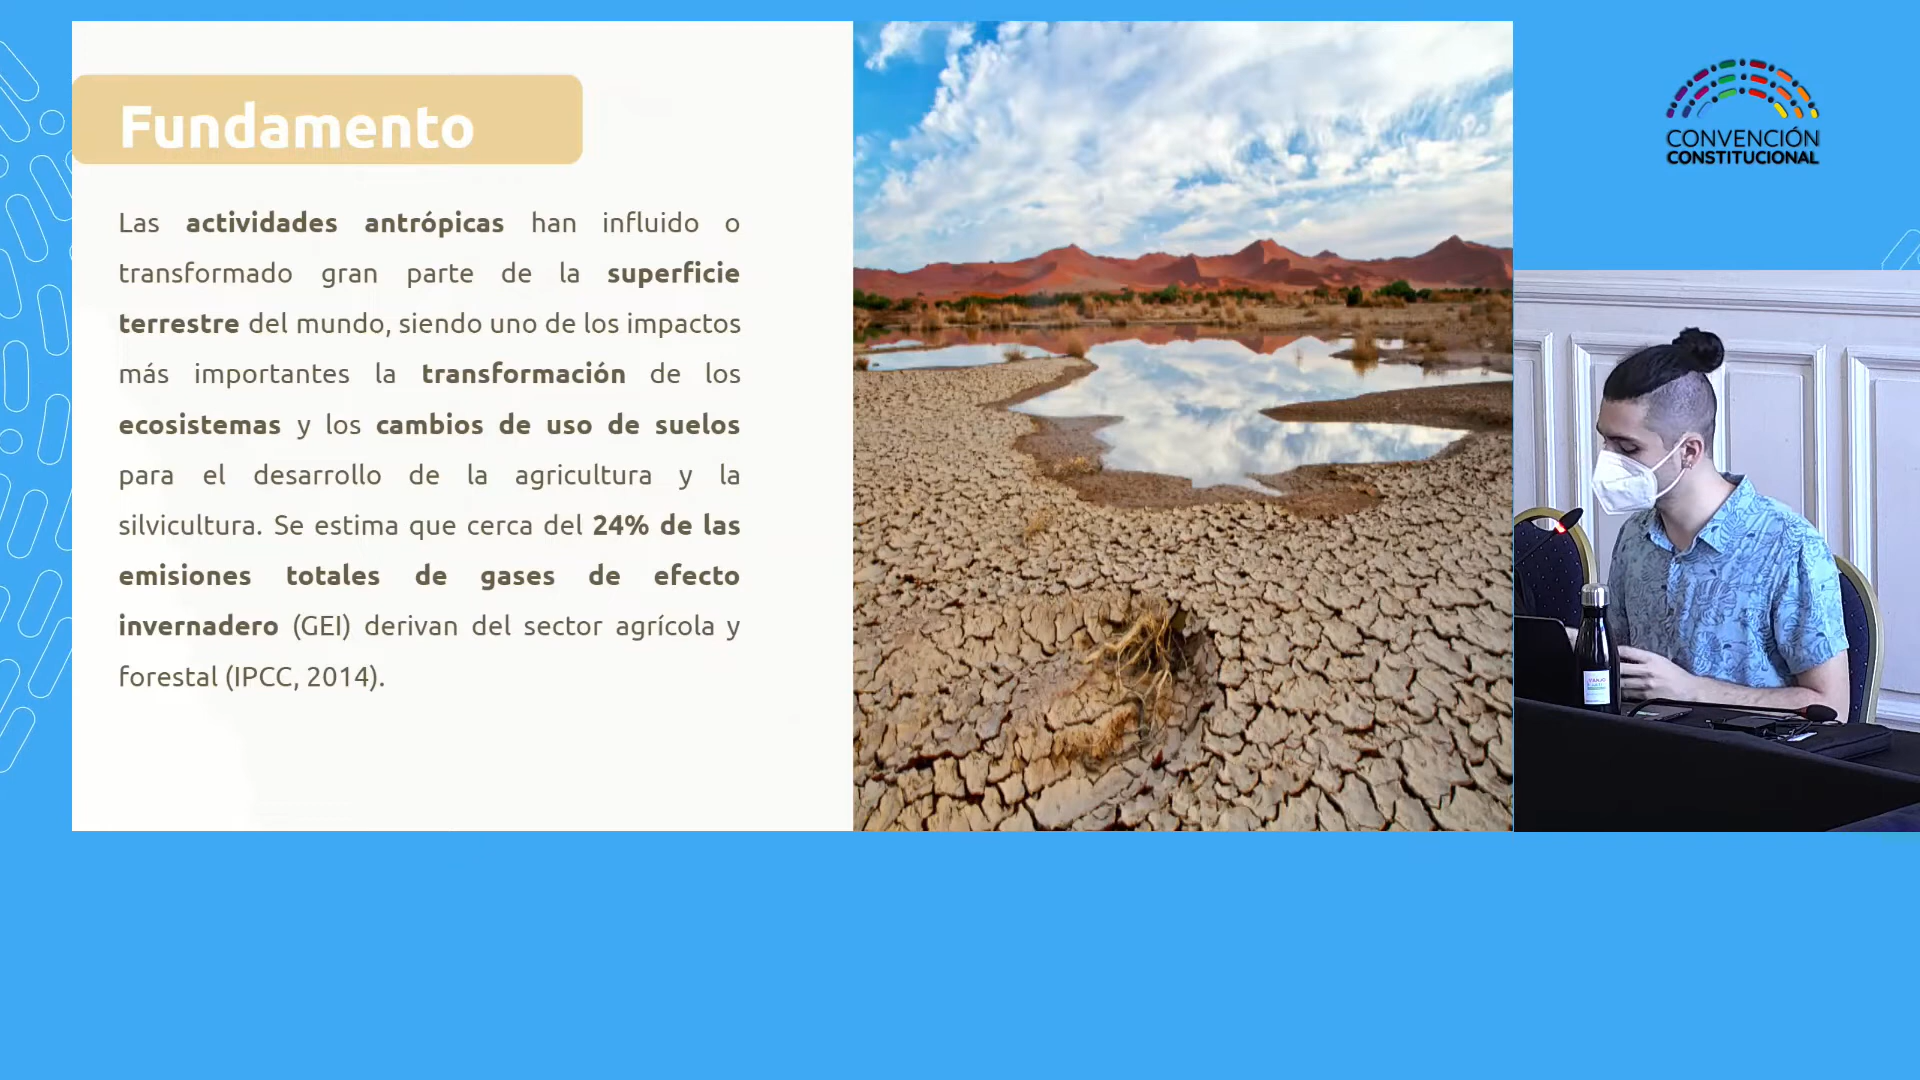 Fundamento
Las actividades antrópicas han influido o
transformado gran parte de la superficie
terrestre del mundo, siendo uno de los impactos
más importantes la transformación de los
ecosistemas y los cambios de uso de suelos
para el desarrollo de la agricultura y la
silvicultura. Se estima que cerca del 24% de las
emisiones totales de gases de efecto
invernadero (GEI) derivan del sector agrícola y
forestal (IPCC, 2014).
CONVENCIÓN
CONSTITUCIONAL